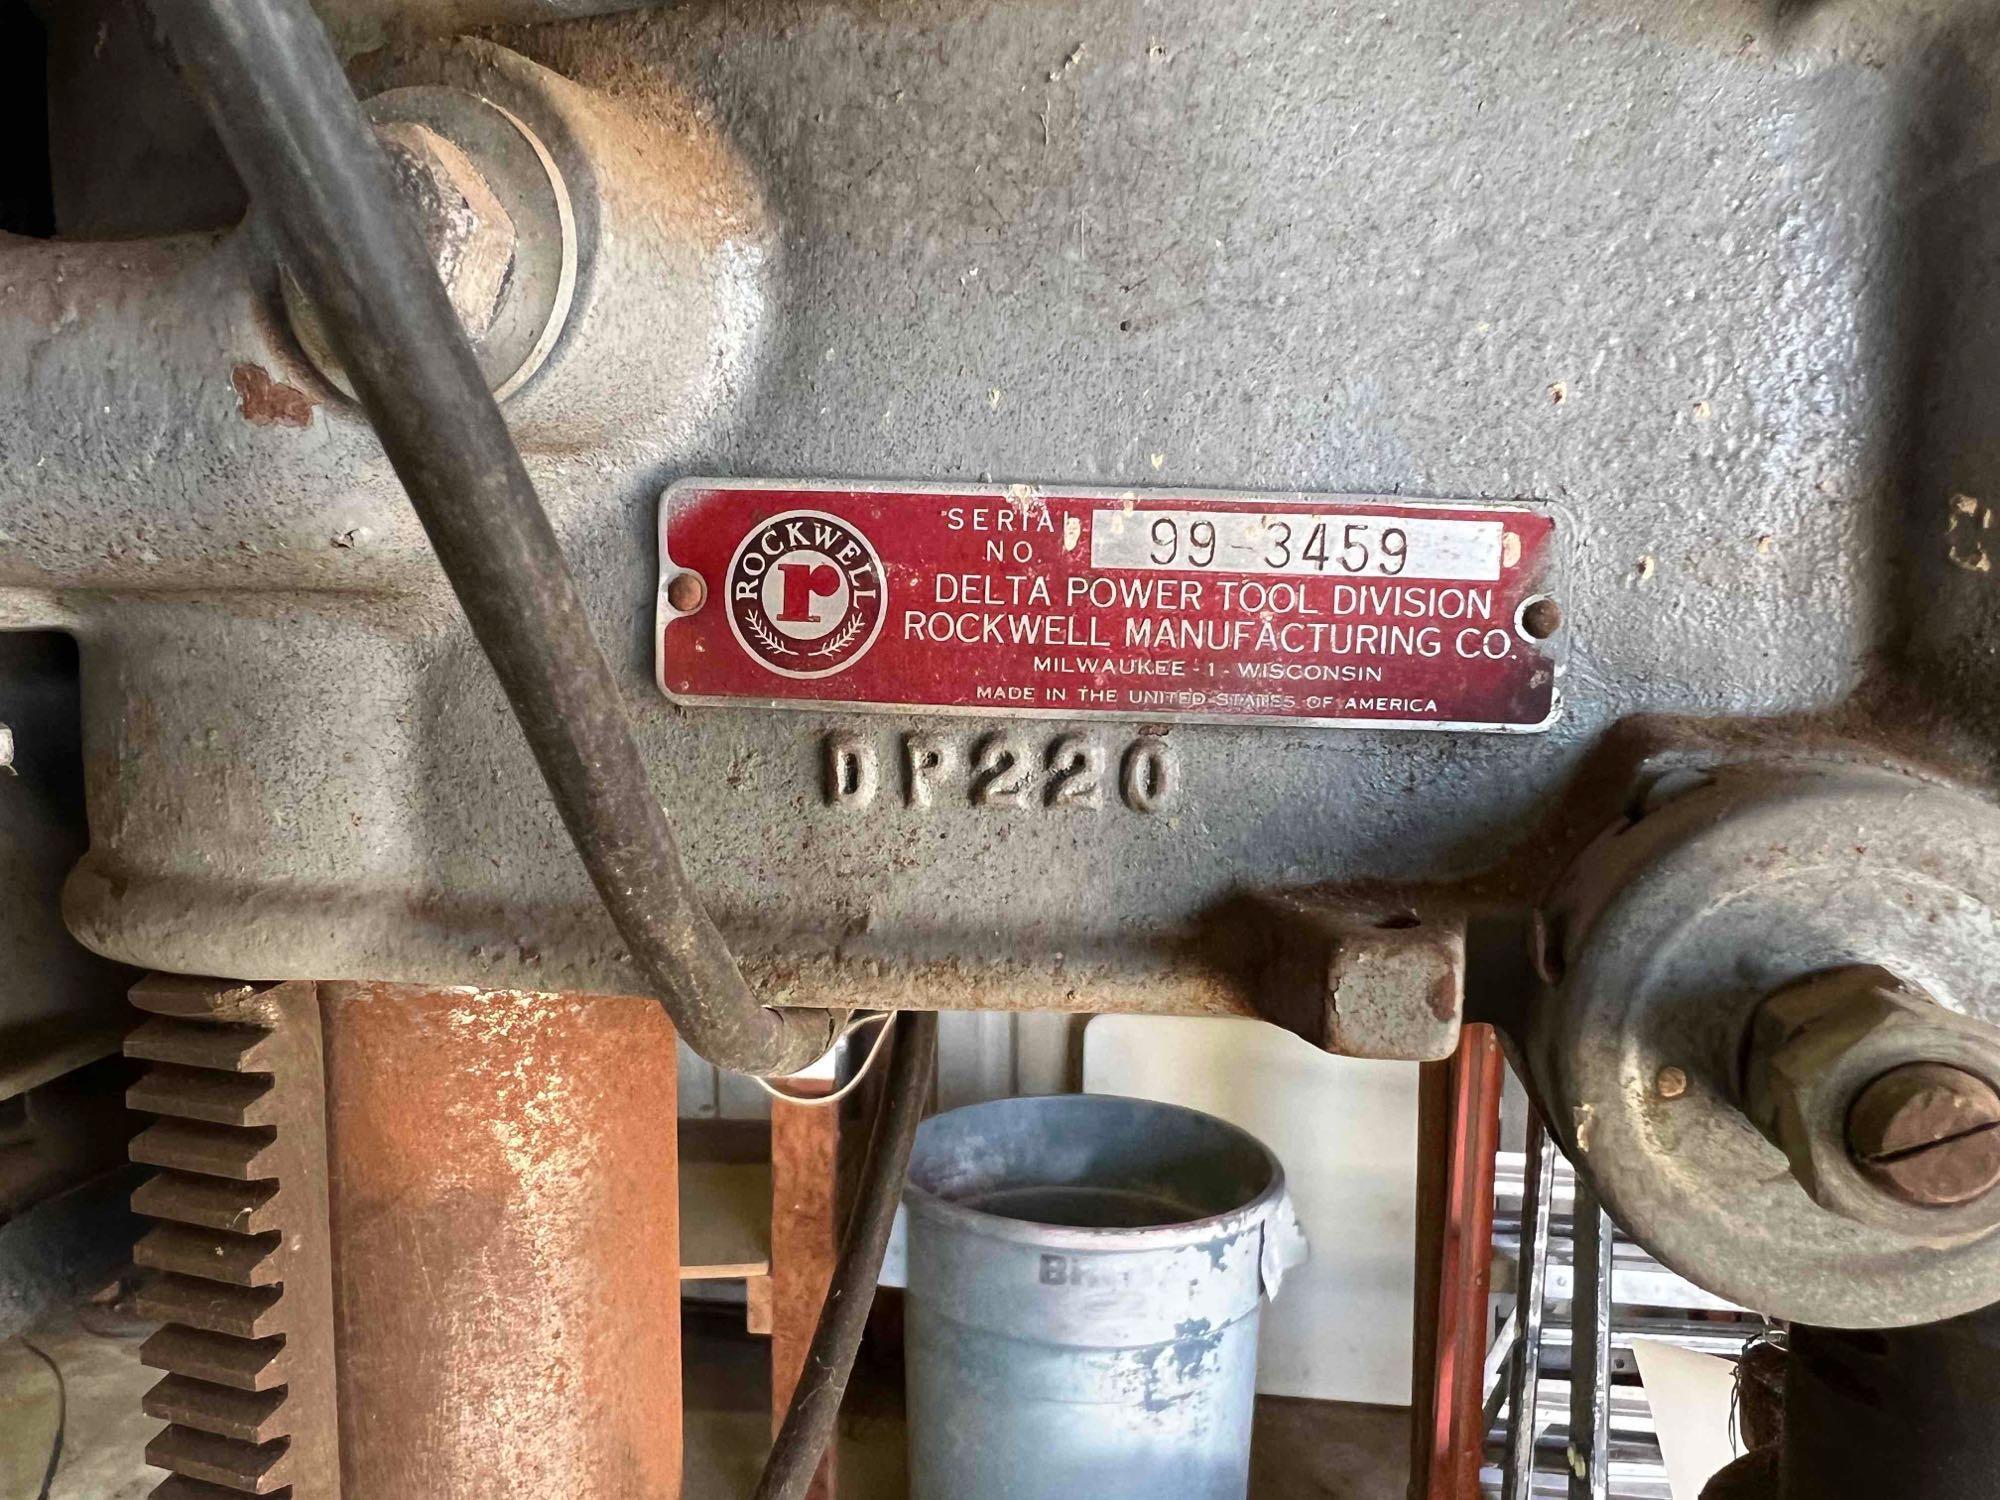 ROCKWELL
r
SERIAL
NO.
99-3459
DELTA POWER TOOL DIVISION
ROCKWELL MANUFACTURING CO.
MILWAUKEE - 1 - WISCONSIN
MADE IN THE UNITED STATES OF AMERICA
DP220